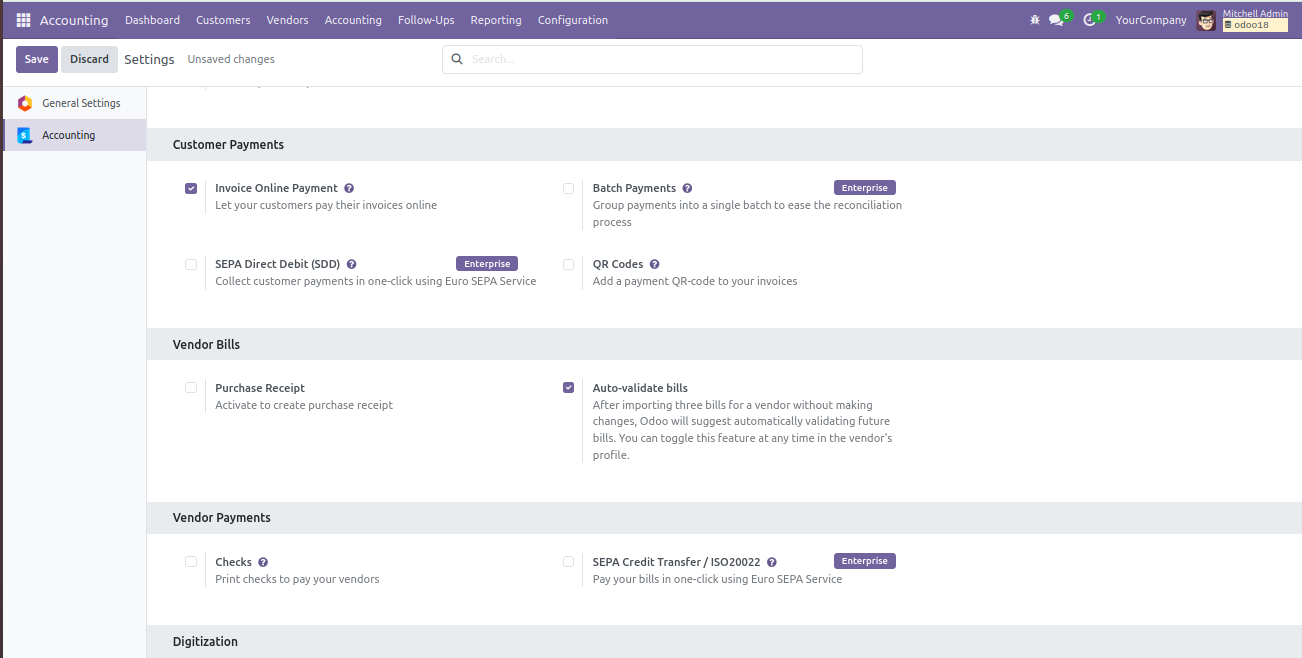 Accounting Dashboard Customers Vendors Accounting Follow-Ups Reporting Configuration 6 1 YourCompany Mitchell Admin
odoo18
Save Discard Settings Unsaved changes Search...
General Settings
Accounting
Customer Payments
Invoice Online Payment ?
Let your customers pay their invoices online
Batch Payments ? Enterprise
Group payments into a single batch to ease the reconciliation
process
SEPA Direct Debit (SDD) ? Enterprise
Collect customer payments in one-click using Euro SEPA Service
QR Codes ?
Add a payment QR-code to your invoices
Vendor Bills
Purchase Receipt
Activate to create purchase receipt
Auto-validate bills
After importing three bills for a vendor without making
changes, Odoo will suggest automatically validating future
bills. You can toggle this feature at any time in the vendor's
profile.
Vendor Payments
Checks ?
Print checks to pay your vendors
SEPA Credit Transfer / ISO20022 ? Enterprise
Pay your bills in one-click using Euro SEPA Service
Digitization